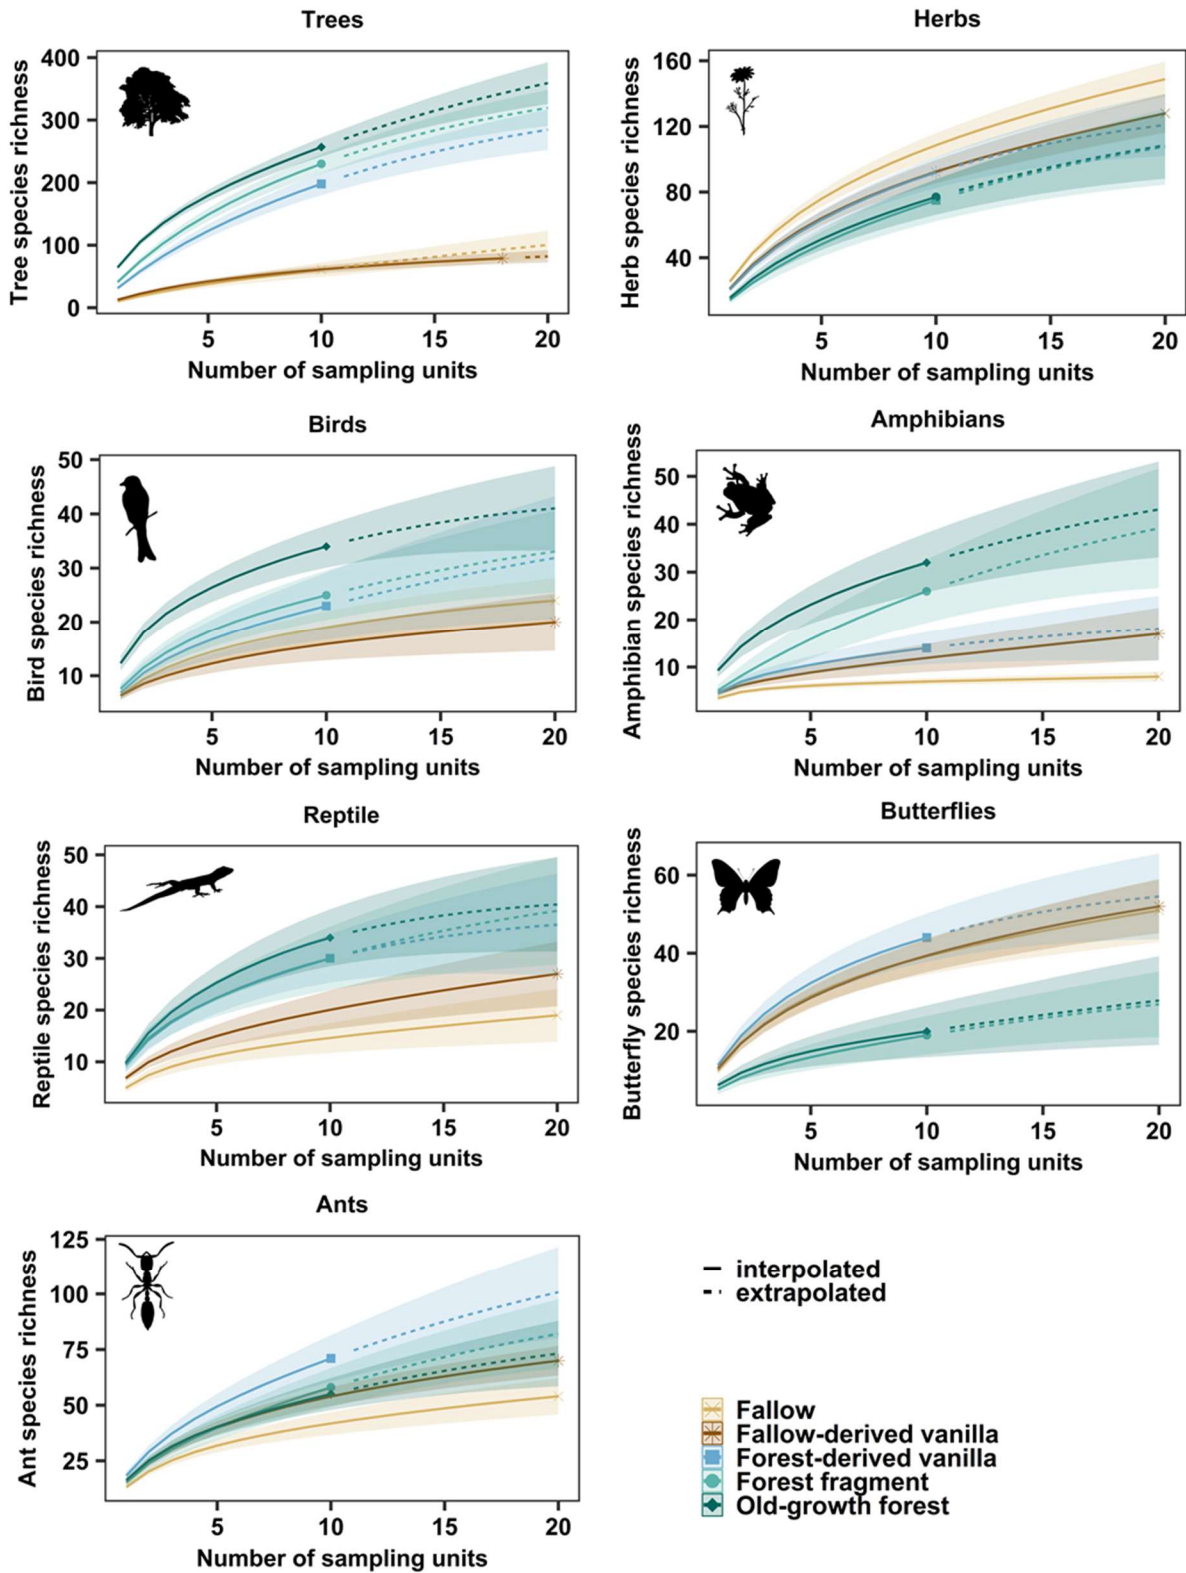 Trees
Tree species richness
400
300
200
100
0
5 10 15 20
Number of sampling units
Herbs
Herb species richness
160
120
80
40
5 10 15 20
Number of sampling units
Birds
Bird species richness
50
40
30
20
10
5 10 15 20
Number of sampling units
Amphibians
Amphibian species richness
50
40
30
20
10
5 10 15 20
Number of sampling units
Reptile
Reptile species richness
50
40
30
20
10
5 10 15 20
Number of sampling units
Butterflies
Butterfly species richness
60
40
20
5 10 15 20
Number of sampling units
Ants
Ant species richness
125
100
75
50
25
5 10 15 20
Number of sampling units
interpolated
extrapolated
Fallow
Fallow-derived vanilla
Forest-derived vanilla
Forest fragment
Old-growth forest